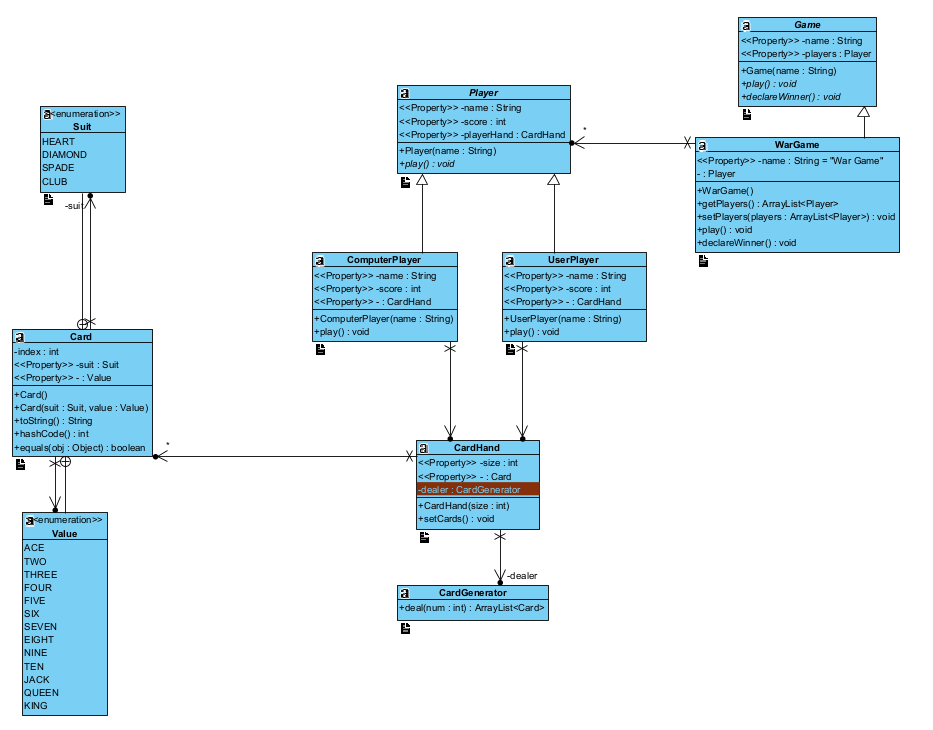 Game
<<Property>> -name : String
<<Property>> -players : Player
+Game(name : String)
+play() : void
+declareWinner() : void
Player
<<Property>> -name : String
<<Property>> -score : int
<<Property>> -playerHand : CardHand
+Player(name : String)
+play() : void
*
WarGame
<<Property>> -name : String = "War Game"
- : Player
+WarGame()
+getPlayers() : ArrayList<Player>
+setPlayers(players : ArrayList<Player>) : void
+play() : void
+declareWinner() : void
<enumeration>>
Suit
HEART
DIAMOND
SPADE
CLUB
-suit
ComputerPlayer
<<Property>> -name : String
<<Property>> -score : int
<<Property>> - : CardHand
+ComputerPlayer(name : String)
+play() : void
UserPlayer
<<Property>> -name : String
<<Property>> -score : int
<<Property>> - : CardHand
+UserPlayer(name : String)
+play() : void
Card
-index : int
<<Property>> -suit : Suit
<<Property>> - : Value
+Card()
+Card(suit : Suit, value : Value)
+toString() : String
+hashCode() : int
+equals(obj : Object) : boolean
*
CardHand
<<Property>> -size : int
<<Property>> - : Card
-dealer : CardGenerator
+CardHand(size : int)
+setCards() : void
-dealer
CardGenerator
+deal(num : int) : ArrayList<Card>
<enumeration>>
Value
ACE
TWO
THREE
FOUR
FIVE
SIX
SEVEN
EIGHT
NINE
TEN
JACK
QUEEN
KING